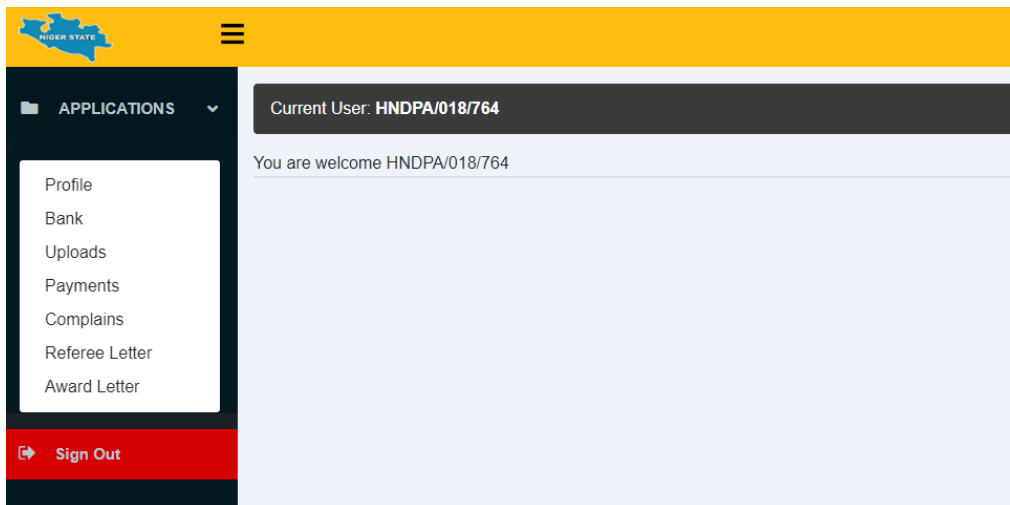 NIGER STATE
APPLICATIONS
Current User: HNDPA/018/764
You are welcome HNDPA/018/764
Profile
Bank
Uploads
Payments
Complains
Referee Letter
Award Letter
Sign Out